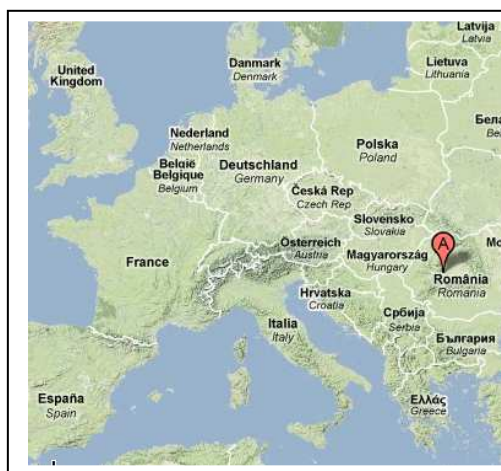 Latvija
Latvia
Danmark
Denmark
Lietuva
Lithuania
United
Kingdom
Nederland
Netherlands
Polska
Poland
België
Belgique
Belgium
Deutschland
Germany
Česká Rep
Czech Rep
Slovensko
Slovakia
Österreich
Austria
Magyarország
Hungary
A
France
România
Romania
Hrvatska
Croatia
Србија
Serbia
Italia
Italy
България
Bulgaria
España
Spain
Ελλάς
Greece